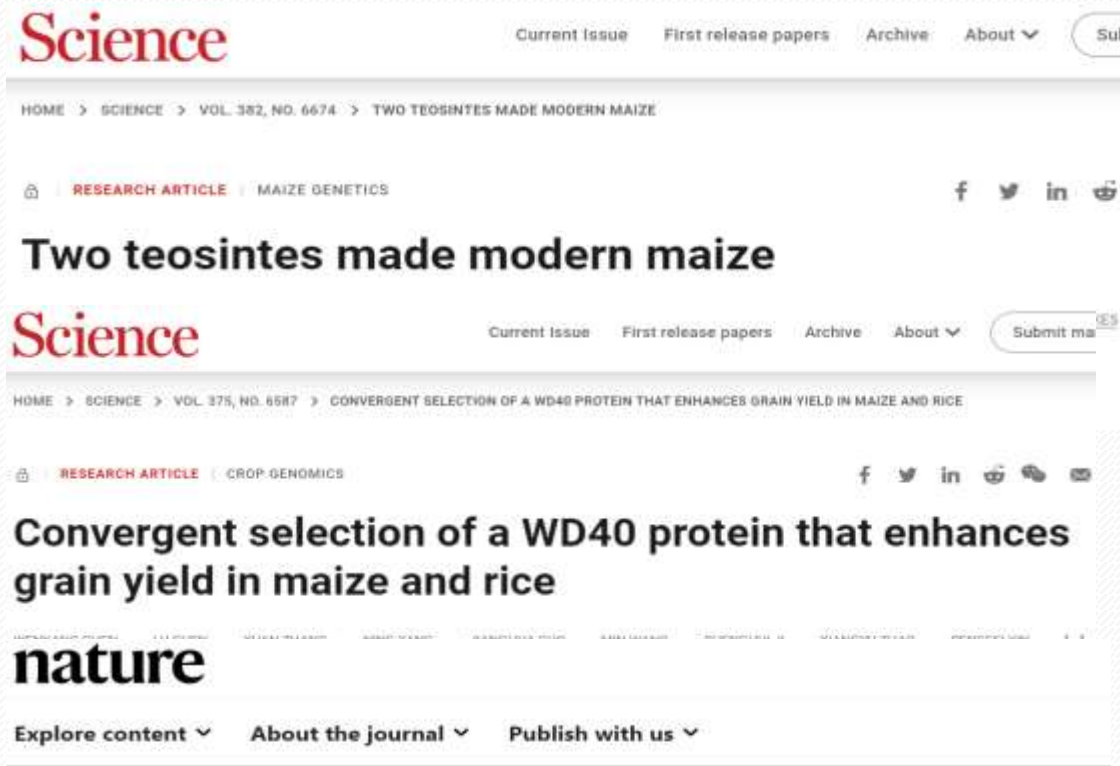 Science
Current Issue First release papers Archive About
HOME > SCIENCE > VOL. 382, NO. 6674 > TWO TEOSINTES MADE MODERN MAIZE
RESEARCH ARTICLE | MAIZE GENETICS
Two teosintes made modern maize
Science
Current Issue First release papers Archive About Submit
HOME > SCIENCE > VOL. 375, NO. 6587 > CONVERGENT SELECTION OF A WD40 PROTEIN THAT ENHANCES GRAIN YIELD IN MAIZE AND RICE
RESEARCH ARTICLE | CROP GENOMICS
Convergent selection of a WD40 protein that enhances
grain yield in maize and rice
nature
Explore content About the journal Publish with us